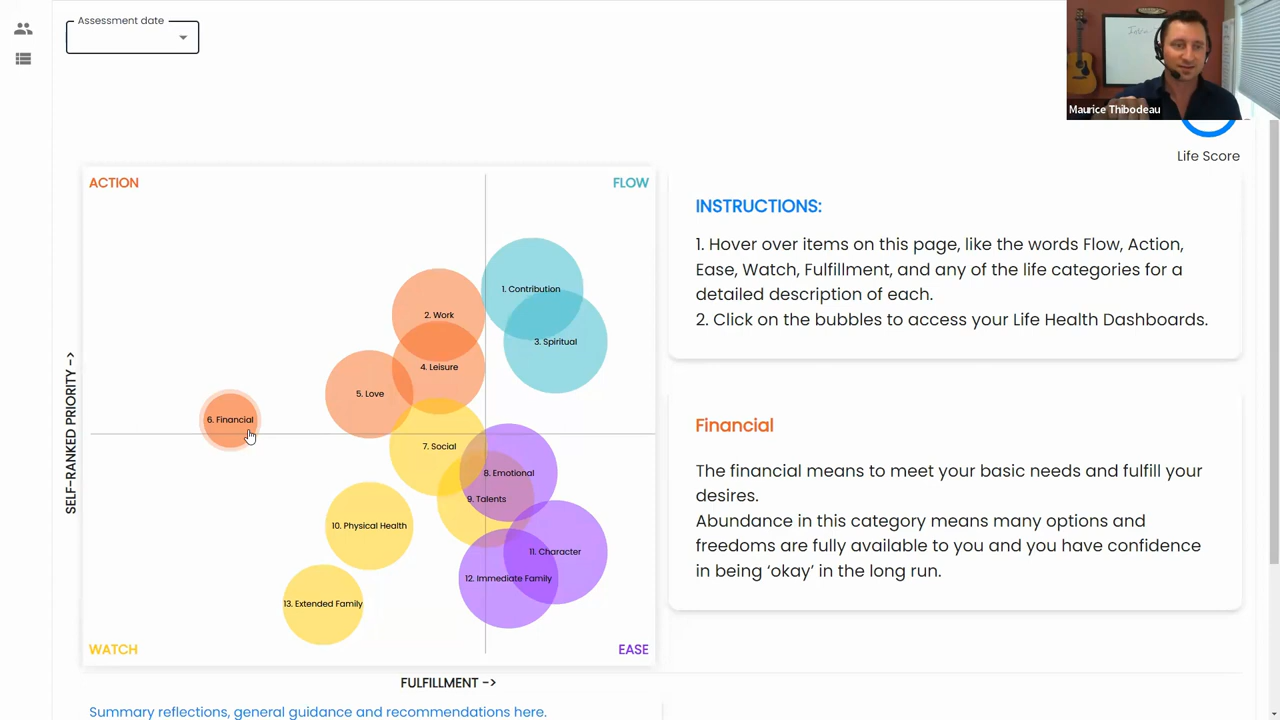 Assessment date
Maurice Thibodeau
Life Score
ACTION
FLOW
1. Contribution
2. Work
3. Spiritual
4. Leisure
5. Love
6. Financial
7. Social
8. Emotional
9. Talents
10. Physical Health
11. Character
12. Immediate Family
13. Extended Family
WATCH
EASE
SELF-RANKED PRIORITY ->
FULFILLMENT ->
Summary reflections, general guidance and recommendations here.
INSTRUCTIONS:
1. Hover over items on this page, like the words Flow, Action,
Ease, Watch, Fulfillment, and any of the life categories for a
detailed description of each.
2. Click on the bubbles to access your Life Health Dashboards.
Financial
The financial means to meet your basic needs and fulfill your
desires.
Abundance in this category means many options and
freedoms are fully available to you and you have confidence
in being ‘okay’ in the long run.